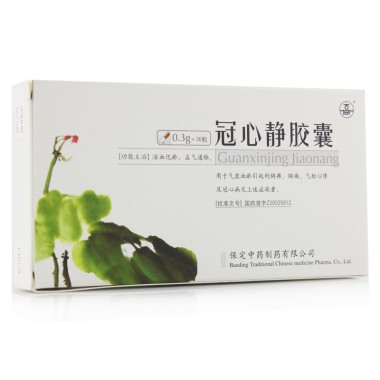 0.3g×30粒
冠心静胶囊
Guanxinjing Jiaonang
[功能主治] 活血化瘀，益气通脉。
用于气虚血瘀引起的胸痹，胸痛，气短心悸
及冠心病见上述症状者。
[批准文号] 国药准字Z20025612
保定中药制药有限公司
Baoding Traditional Chinese medicine Pharma. Co., Ltd.